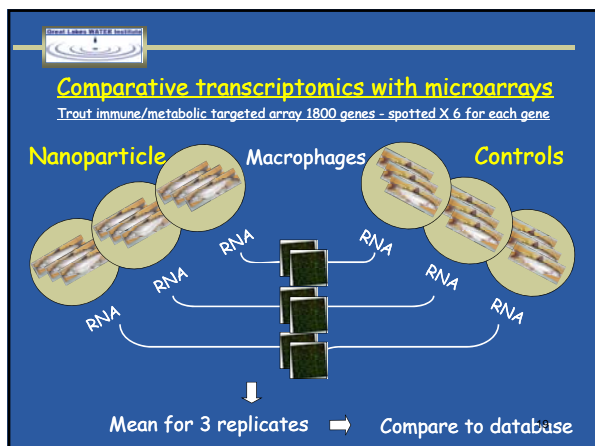 Great Lakes WATER Institute
Comparative transcriptomics with microarrays
Trout immune/metabolic targeted array 1800 genes - spotted X 6 for each gene
Nanoparticle
Macrophages
Controls
RNA
RNA
RNA
RNA
RNA
RNA
Mean for 3 replicates
Compare to database